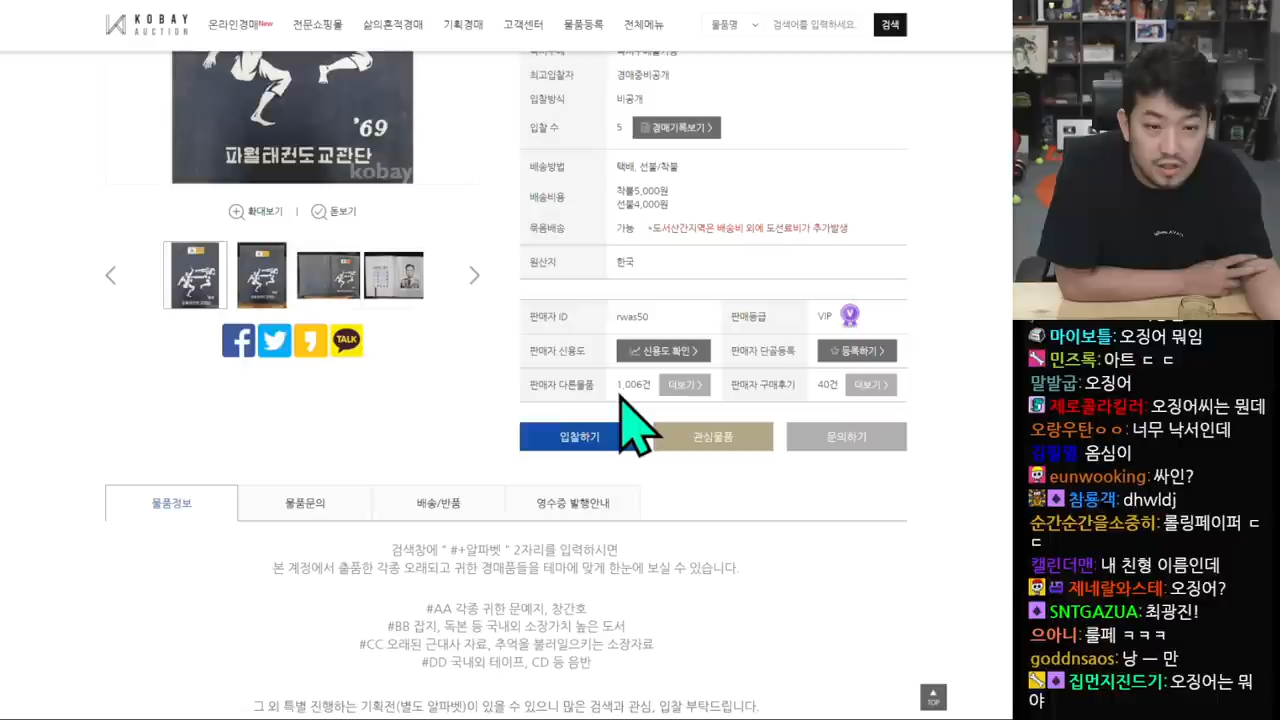 KOBAY
AUCTION
온라인경매New 전문쇼핑몰 삶의흔적경매 기획경매 고객센터 물품등록 전체메뉴
물품명 검색어를 입력하세요. 검색
'69
파월태권도교관단
kobay
확대보기 | 돋보기
TALK
최고입찰자 경매중비공개
입찰방식 비공개
입찰 수 5 경매기록보기 >
배송방법 택배, 선불/착불
배송비용 착불5,000원
선불4,000원
묶음배송 가능 *도서산간지역은 배송비 외에 도선료비가 추가발생
원산지 한국
판매자 ID rwas50 판매등급 VIP V
판매자 신용도 신용도 확인 > 판매자 단골등록 ☆ 등록하기 >
판매자 다른물품 1,006건 더보기 > 판매자 구매후기 40건 더보기 >
입찰하기 관심물품 문의하기
물품정보 물품문의 배송/반품 영수증 발행안내
검색창에 " #+알파벳 " 2자리를 입력하시면
본 계정에서 출품한 각종 오래되고 귀한 경매품들을 테마에 맞게 한눈에 보실 수 있습니다.
#AA 각종 귀한 문예지, 창간호
#BB 잡지, 독본 등 국내외 소장가치 높은 도서
#CC 오래된 근대사 자료, 추억을 불러일으키는 소장자료
#DD 국내외 테이프, CD 등 음반
그 외 특별 진행하는 기획전(별도 알파벳)이 있을 수 있으니 많은 검색과 관심, 입찰 부탁드립니다.
TOP
마이보틀: 오징어 뭐임
민즈록: 아트 ㄷ ㄷ
말발굽: 오징어
제로콜라킬러: 오징어씨는 뭔데
오랑우탄ㅇㅇ: 너무 낙서인데
김필멸: 옴심이
eunwooking: 싸인?
참룡객: dhwldj
순간순간을소중히: 롤링페이퍼 ㄷ
ㄷ
캘린더맨: 내 친형 이름인데
제네랄와스테: 오징어?
SNTGAZUA: 최광진!
으아니: 룰페 ㅋㅋㅋ
goddnsaos: 낭 ㅡ 만
집먼지진드기: 오징어는 뭐
야